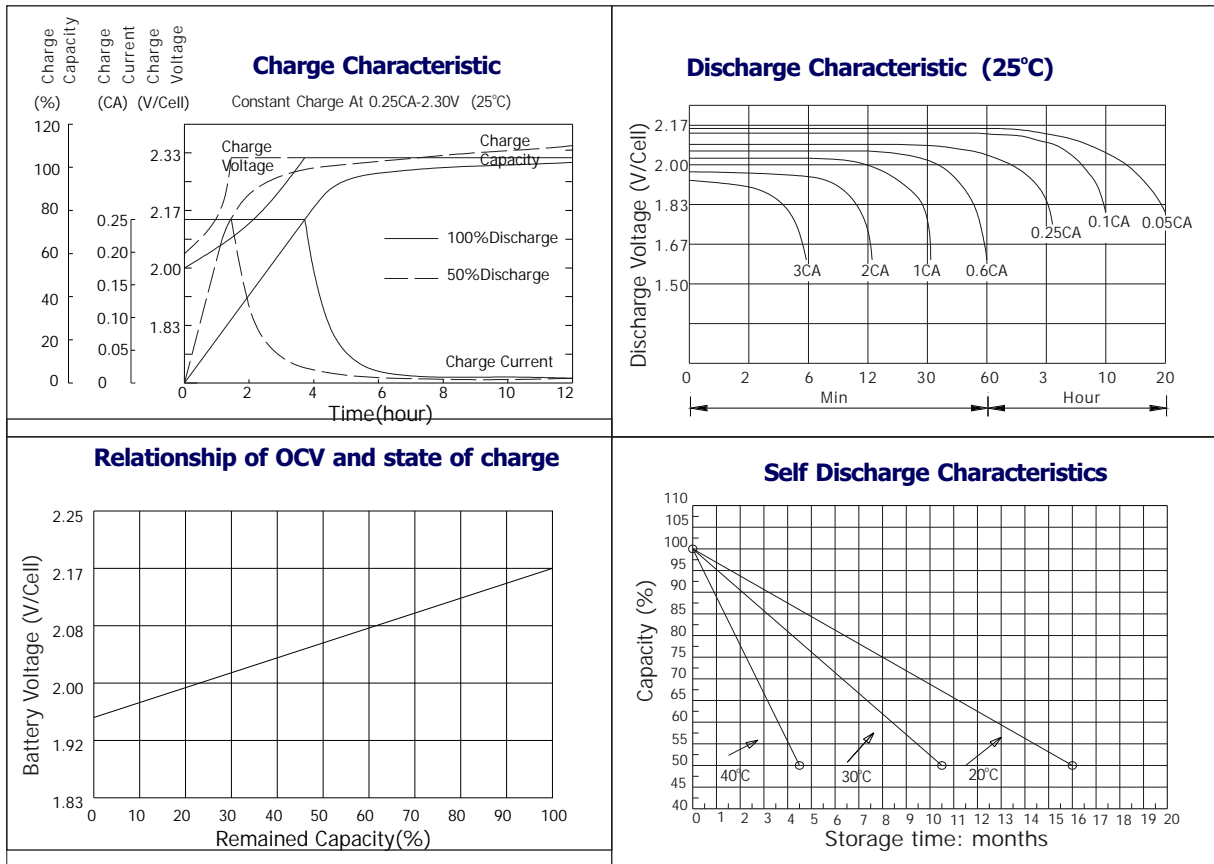 Charge Capacity
Charge Current
Charge Voltage
(%)
(CA)
(V/Cell)
Charge Characteristic
Constant Charge At 0.25CA-2.30V (25°C)
120
100
80
60
40
20
0
0.25
0.20
0.15
0.10
0.05
0
2.33
2.17
2.00
1.83
Charge Voltage
Charge Capacity
100%Discharge
50%Discharge
Charge Current
0 2 4 6 8 10 12
Time(hour)
Discharge Characteristic (25°C)
Discharge Voltage (V/Cell)
2.17
2.00
1.83
1.67
1.50
3CA
2CA
1CA
0.6CA
0.25CA
0.1CA
0.05CA
0 2 6 12 30 60 3 10 20
Min
Hour
Relationship of OCV and state of charge
Battery Voltage (V/Cell)
2.25
2.17
2.08
2.00
1.92
1.83
0 10 20 30 40 50 60 70 80 90 100
Remained Capacity(%)
Self Discharge Characteristics
Capacity (%)
110
105
100
95
90
85
80
75
70
65
60
55
50
45
40
40°C
30°C
20°C
0 1 2 3 4 5 6 7 8 9 10 11 12 13 14 15 16 17 18 19 20
Storage time: months